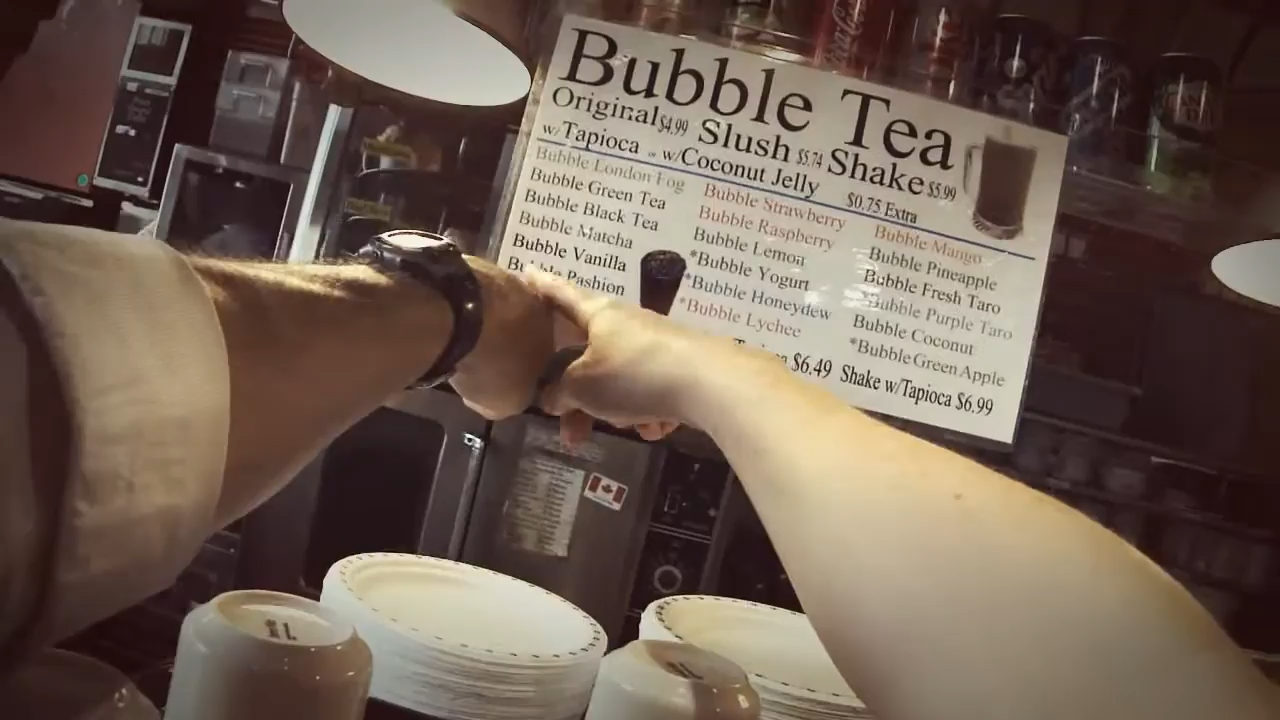 Bubble Tea
Original $4.99 Slush $5.74 Shake $5.99
w/Tapioca or w/Coconut Jelly $0.75 Extra
Bubble London Fog
Bubble Green Tea
Bubble Black Tea
Bubble Matcha
Bubble Vanilla
Pashion
Bubble Strawberry
Bubble Raspberry
Bubble Lemon
*Bubble Yogurt
*Bubble Honeydew
*Bubble Lychee
Bubble Mango
Bubble Pineapple
Bubble Fresh Taro
Bubble Purple Taro
Bubble Coconut
*Bubble Green Apple
$6.49 Shake w/Tapioca $6.99
Coca-Cola